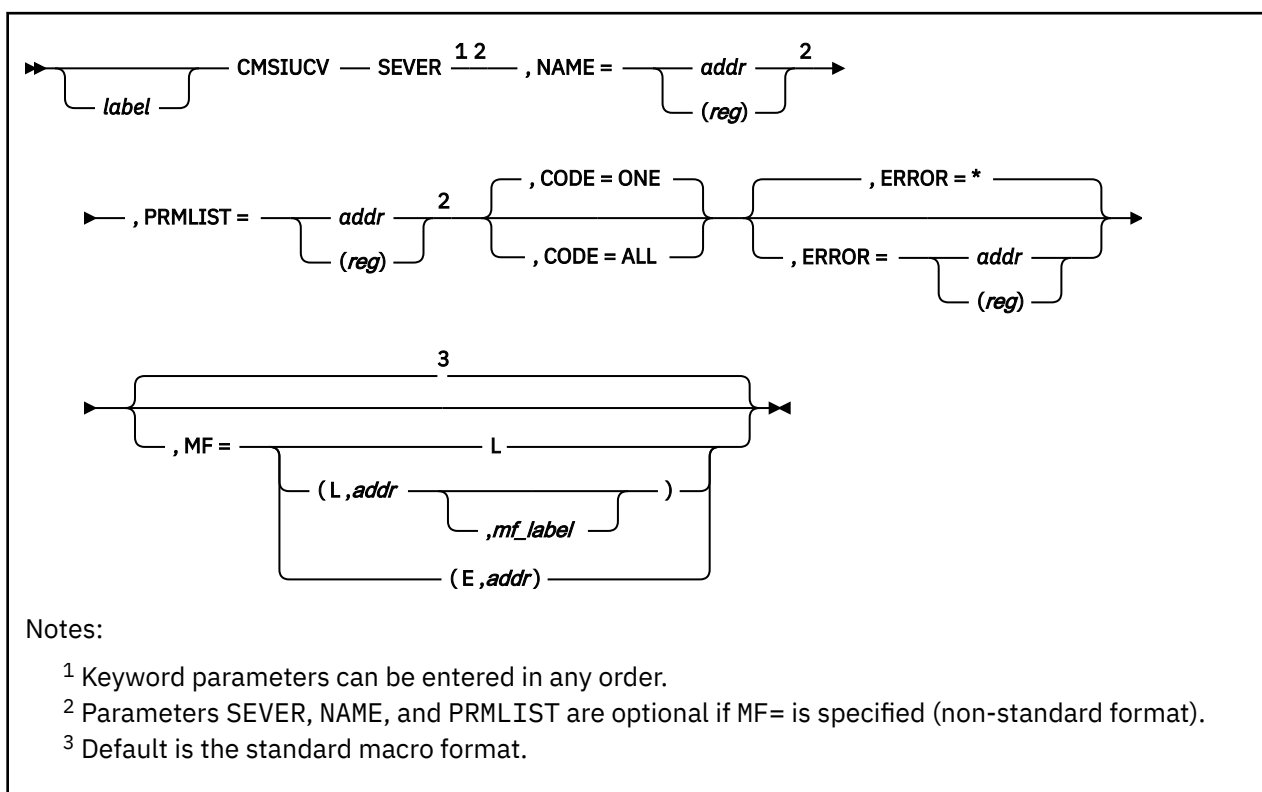 1 2 2
CMSIUCV SEVER , NAME = addr
label (reg)
, CODE = ONE , ERROR = *
, PRMLIST = addr 2
(reg) , CODE = ALL , ERROR = addr
(reg)
3
, MF = L
( L ,addr )
,mf_label
( E ,addr )
Notes:
1 Keyword parameters can be entered in any order.
2 Parameters SEVER, NAME, and PRMLIST are optional if MF= is specified (non-standard format).
3 Default is the standard macro format.